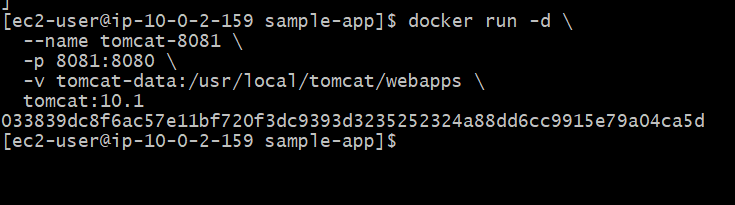 ]
[ec2-user@ip-10-0-2-159 sample-app]$ docker run -d \
  --name tomcat-8081 \
  -p 8081:8080 \
  -v tomcat-data:/usr/local/tomcat/webapps \
  tomcat:10.1
033839dc8f6ac57e11bf720f3dc9393d3235252324a88dd6cc9915e79a04ca5d
[ec2-user@ip-10-0-2-159 sample-app]$